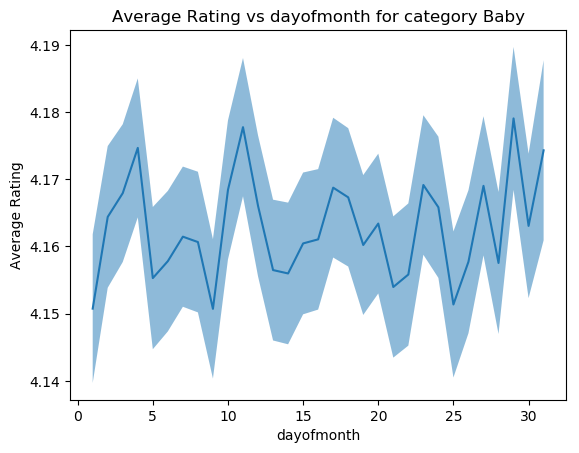 Average Rating vs dayofmonth for category Baby
4.19
4.18
4.17
4.16
4.15
4.14
Average Rating
0 5 10 15 20 25 30
dayofmonth